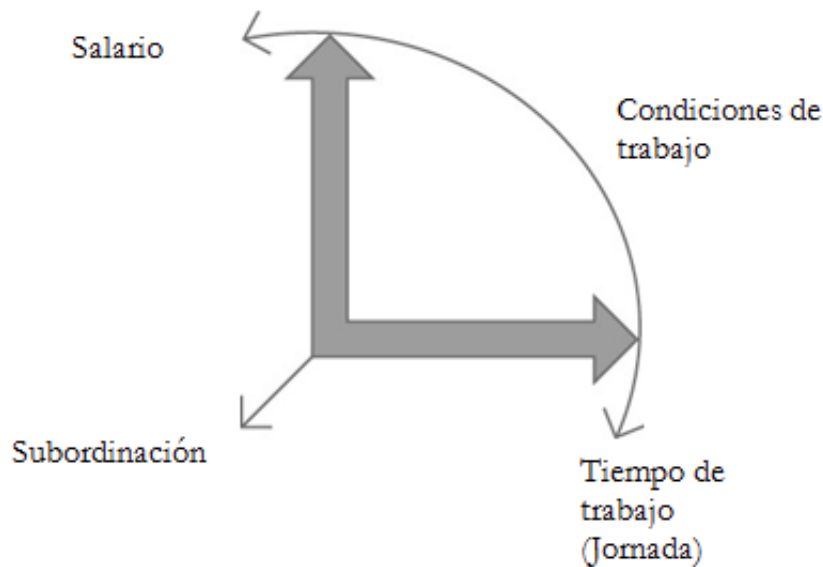 Salario
Condiciones de
trabajo
Subordinación
Tiempo de
trabajo
(Jornada)